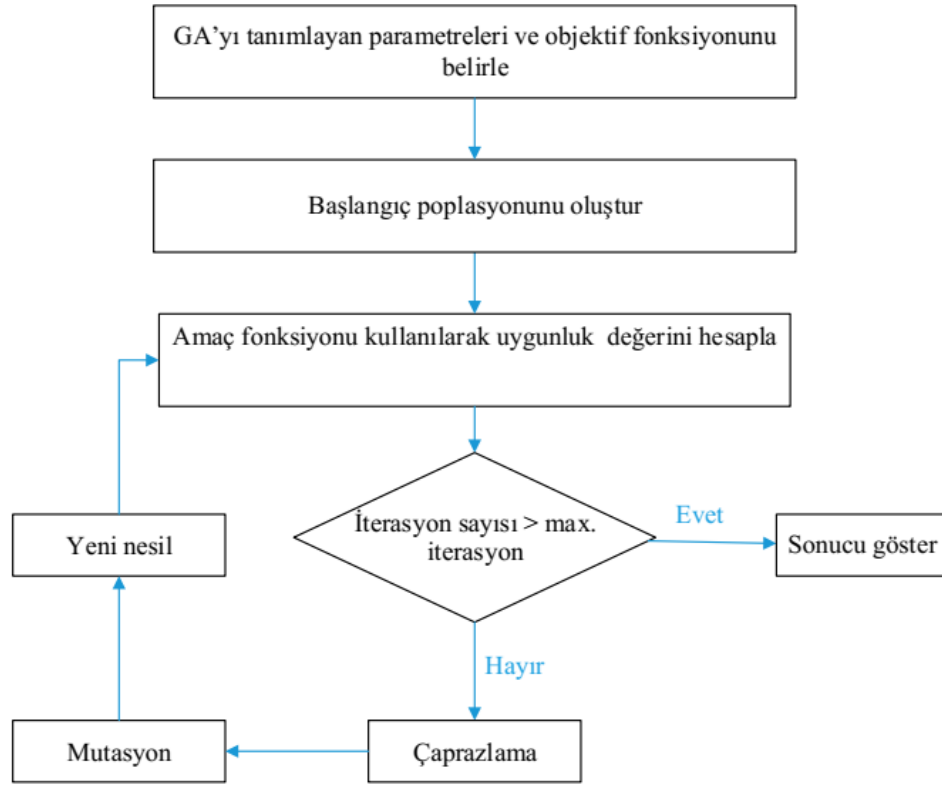 GA’yı tanımlayan parametreleri ve objektif fonksiyonunu
belirle
Başlangıç poplasyonunu oluştur
Amaç fonksiyonu kullanılarak uygunluk değerini hesapla
İterasyon sayısı > max.
iterasyon
Evet
Sonucu göster
Yeni nesil
Hayır
Mutasyon
Çaprazlama